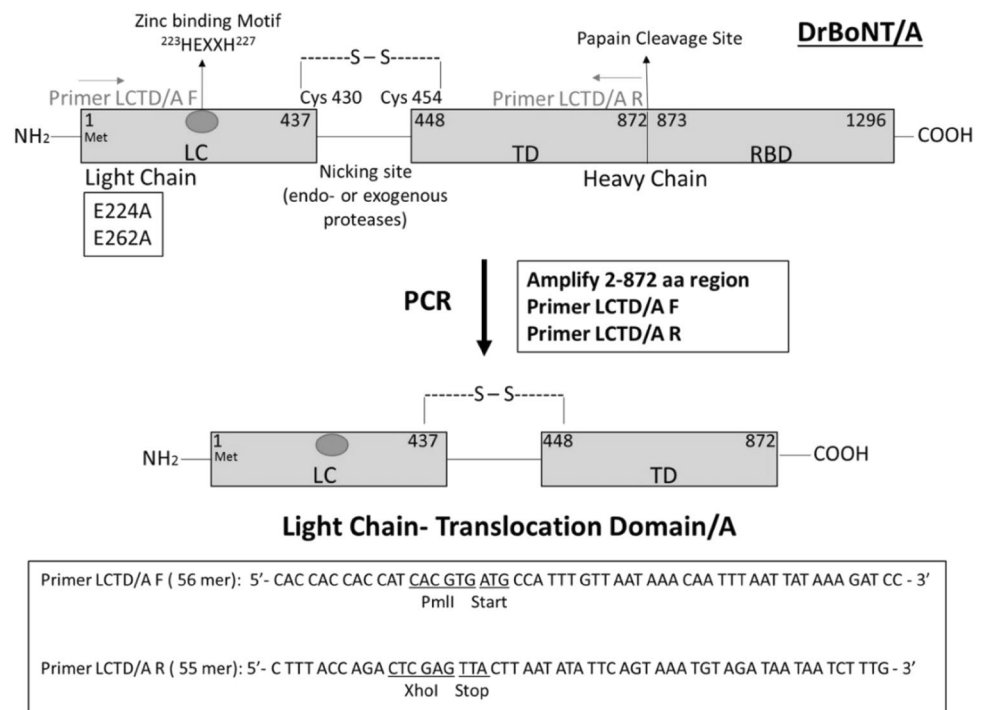 Zinc binding Motif
²²³HEXXH²²⁷
DrBoNT/A
Papain Cleavage Site
-------S – S-------
Primer LCTD/A F
Cys 430 Cys 454
Primer LCTD/A R
NH₂
1
Met
437
LC
448
872
TD
873
1296
RBD
COOH
Light Chain
Nicking site
(endo- or exogenous
proteases)
Heavy Chain
E224A
E262A
PCR
Amplify 2-872 aa region
Primer LCTD/A F
Primer LCTD/A R
-------S – S-------
NH₂
1
Met
437
LC
448
872
TD
COOH
Light Chain- Translocation Domain/A
Primer LCTD/A F ( 56 mer): 5’- CAC CAC CAC CAT CAC GTG ATG CCA TTT GTT AAT AAA CAA TTT AAT TAT AAA GAT CC - 3’
PmlI Start
Primer LCTD/A R ( 55 mer): 5’- C TTT ACC AGA CTC GAG TTA CTT AAT ATA TTC AGT AAA TGT AGA TAA TAA TCT TTG - 3’
XhoI Stop